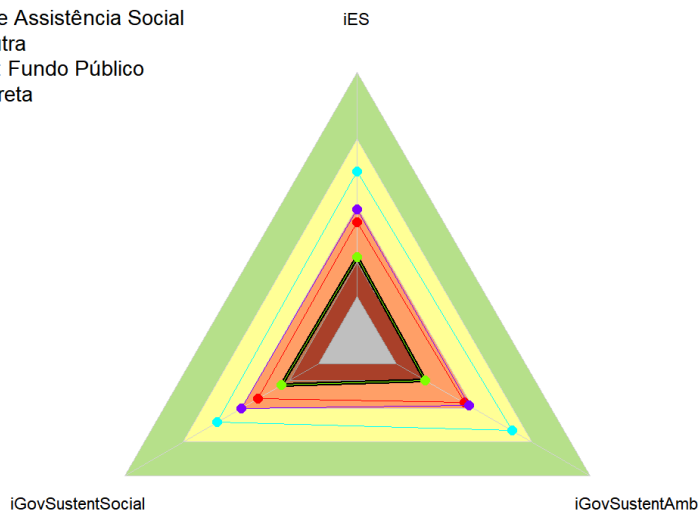 e Assistência Social
iES
tra
Fundo Público
reta
iGovSustentSocial
iGovSustentAmb